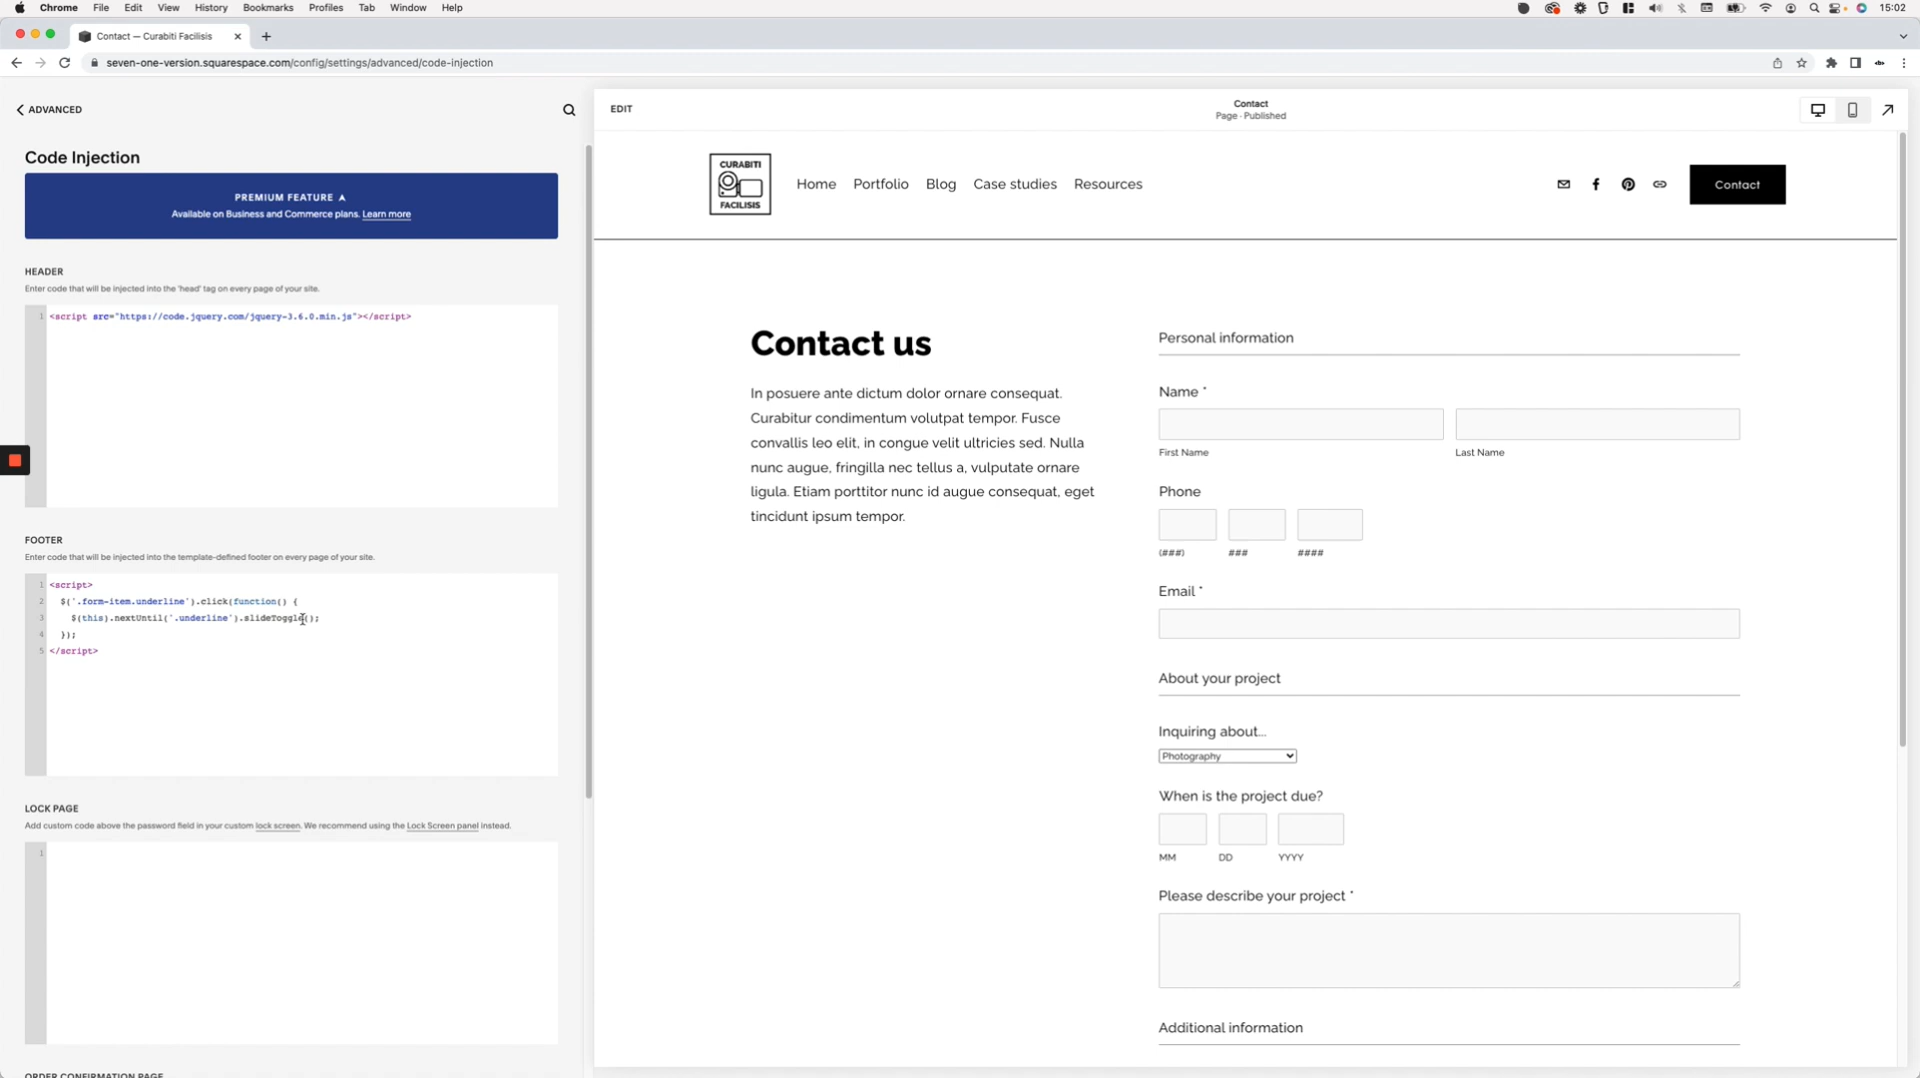 Chrome File Edit View History Bookmarks Profiles Tab Window Help
15:02
Contact — Curabiti Facilisis
seven-one-version.squarespace.com/config/settings/advanced/code-injection
ADVANCED
Code Injection
PREMIUM FEATURE
Available on Business and Commerce plans. Learn more
HEADER
Enter code that will be injected into the 'head' tag on every page of your site.
1 <script src="https://code.jquery.com/jquery-3.6.0.min.js"></script>
FOOTER
Enter code that will be injected into the template-defined footer on every page of your site.
1 <script>
2 $('.form-item.underline').click(function() {
3 $(this).nextUntil('.underline').slideToggle();
4 });
5 </script>
LOCK PAGE
Add custom code above the password field in your custom lock screen. We recommend using the Lock Screen panel instead.
1
ORDER CONFIRMATION PAGE
EDIT
Contact
Page · Published
CURABITI
FACILISIS
Home Portfolio Blog Case studies Resources
Contact
Contact us
In posuere ante dictum dolor ornare consequat.
Curabitur condimentum volutpat tempor. Fusce
convallis leo elit, in congue velit ultricies sed. Nulla
nunc augue, fringilla nec tellus a, vulputate ornare
ligula. Etiam porttitor nunc id augue consequat, eget
tincidunt ipsum tempor.
Personal information
Name *
First Name Last Name
Phone
(###) ### ####
Email *
About your project
Inquiring about...
Photography
When is the project due?
MM DD YYYY
Please describe your project *
Additional information